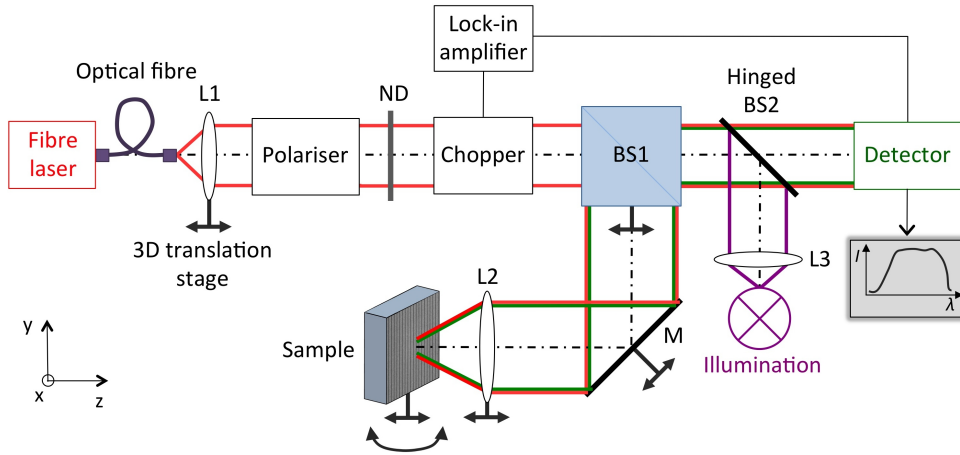 Lock-in
amplifier
Optical fibre
L1
ND
Hinged
BS2
Fibre
laser
Polariser
Chopper
BS1
Detector
3D translation
stage
L2
L3
I
λ
Sample
M
Illumination
y
x
z